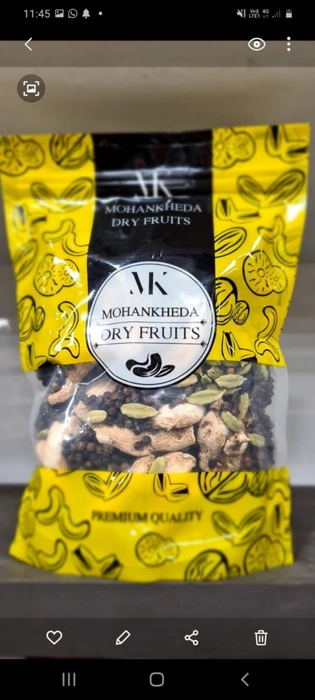 11:45
MK
MOHANKHEDA
DRY FRUITS
MK
MOHANKHEDA
DRY FRUITS
PREMIUM QUALITY